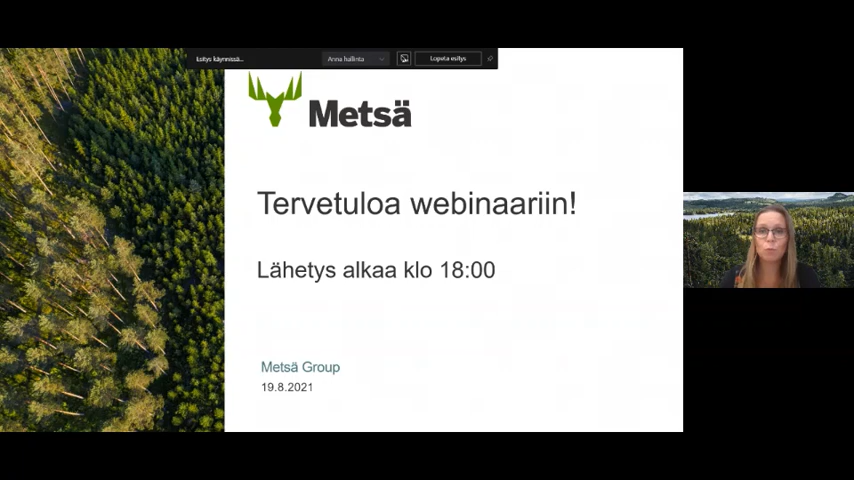 Esitys käynnissä...
Anna hallinta
Lopeta esitys
Metsä
Tervetuloa webinaariin!
Lähetys alkaa klo 18:00
Metsä Group
19.8.2021